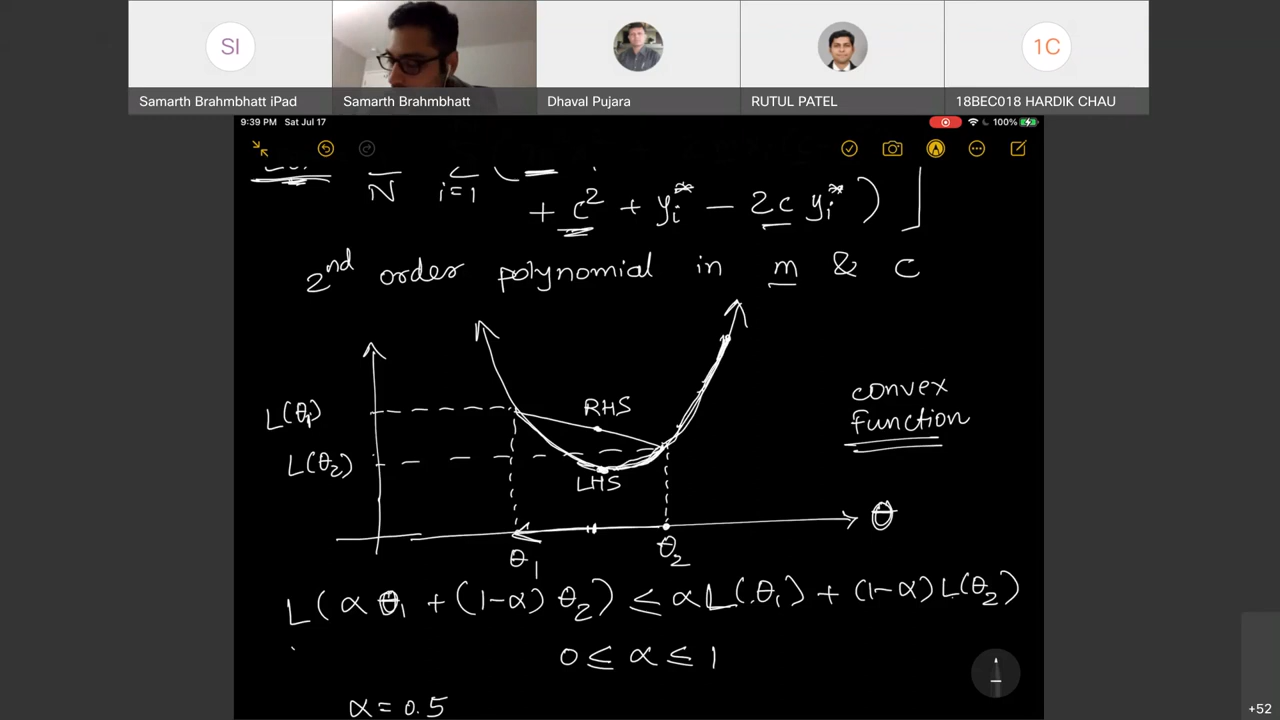 SI
1C
Samarth Brahmbhatt iPad
Samarth Brahmbhatt
Dhaval Pujara
RUTUL PATEL
18BEC018 HARDIK CHAU
9:39 PM Sat Jul 17
100%
N i=1
+ c² + yᵢ* − 2c yᵢ* ) ]
2nd order polynomial in m & c
convex
function
L(θ₁)
RHS
L(θ₂)
LHS
θ
θ₁
θ₂
L(αθ₁ + (1−α) θ₂) ≤ αL(θ₁) + (1−α)L(θ₂)
0 ≤ α ≤ 1
α = 0.5
+52